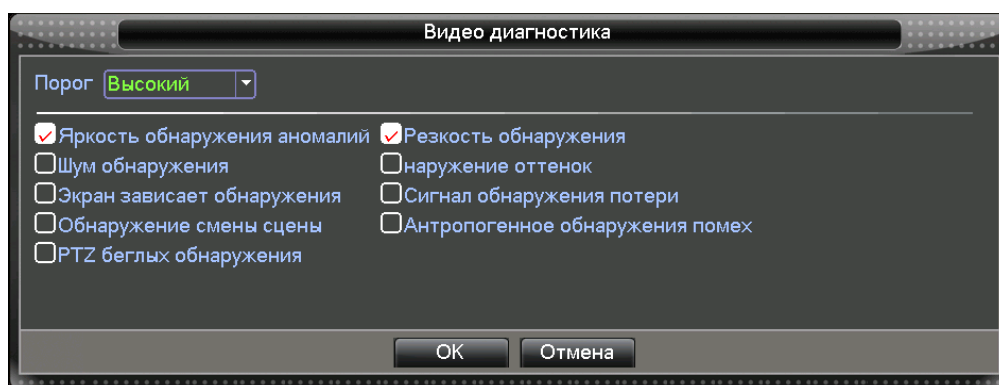 Видео диагностика
Порог Высокий
Яркость обнаружения аномалий Резкость обнаружения
Шум обнаружения наружение оттенок
Экран зависает обнаружения Сигнал обнаружения потери
Обнаружение смены сцены Антропогенное обнаружения помех
PTZ беглых обнаружения
OK Отмена